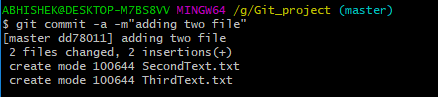 ABHISHEK@DESKTOP-M7BS8VV MINGW64 /g/Git_project (master)
$ git commit -a -m"adding two file"
[master dd78011] adding two file
 2 files changed, 2 insertions(+)
 create mode 100644 SecondText.txt
 create mode 100644 ThirdText.txt